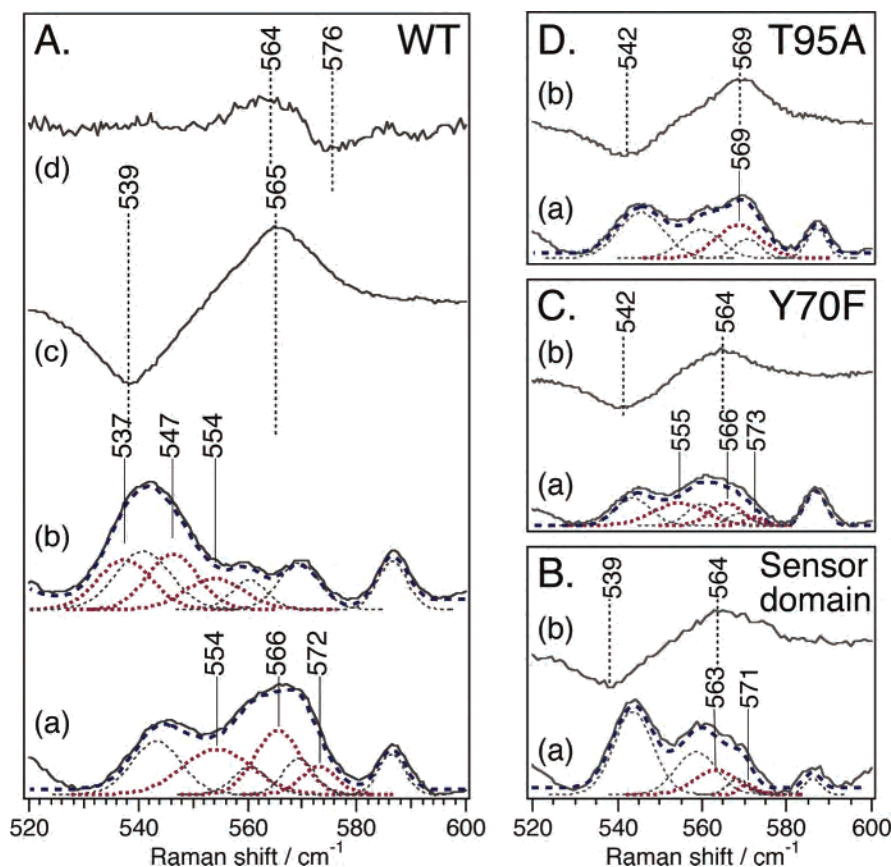 A. WT
564 576
(d)
539 565
(c)
537 547 554
(b)
554 566 572
(a)
520 540 560 580 600
Raman shift / cm⁻¹
D. T95A
542 569
(b)
569
(a)
C. Y70F
542 564
(b)
555 566 573
(a)
B. Sensor
domain
539 564
(b)
563 571
(a)
520 540 560 580 600
Raman shift / cm⁻¹